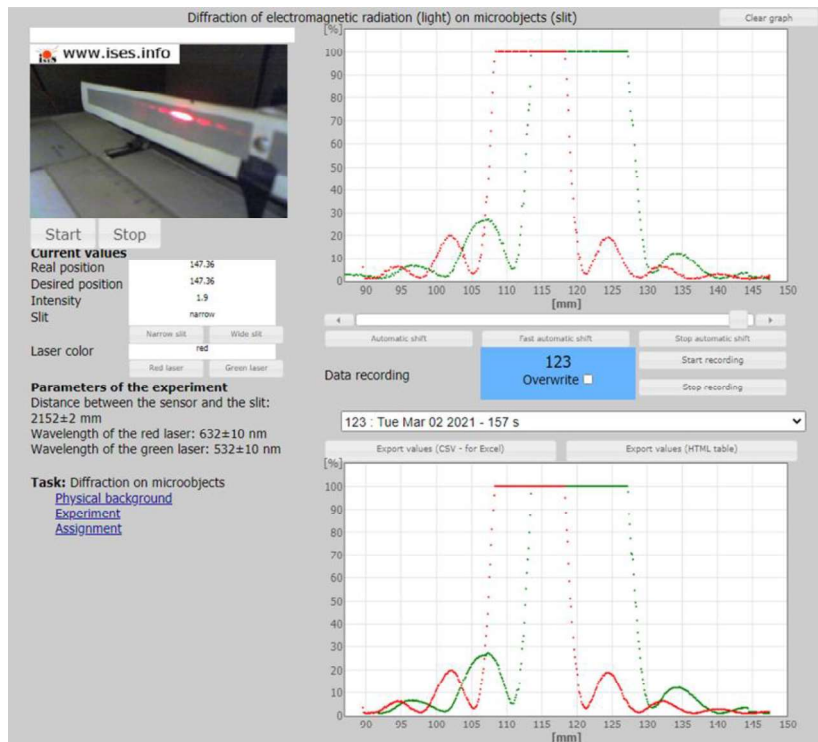 Diffraction of electromagnetic radiation (light) on microobjects (slit)
Clear graph
www.ises.info
ises
Start Stop
Current values
Real position 147.36
Desired position 147.36
Intensity 1.9
Slit narrow
Narrow slit Wide slit
Laser color red
Red laser Green laser
Parameters of the experiment
Distance between the sensor and the slit:
2152±2 mm
Wavelength of the red laser: 632±10 nm
Wavelength of the green laser: 532±10 nm
Task: Diffraction on microobjects
Physical background
Experiment
Assignment
[%]
100
90
80
70
60
50
40
30
20
10
0
90 95 100 105 110 115 120 125 130 135 140 145 150
[mm]
Automatic shift Fast automatic shift Stop automatic shift
Data recording
123
Overwrite
Start recording
Stop recording
123 : Tue Mar 02 2021 - 157 s
Export values (CSV - for Excel) Export values (HTML table)
[%]
100
90
80
70
60
50
40
30
20
10
0
90 95 100 105 110 115 120 125 130 135 140 145 150
[mm]